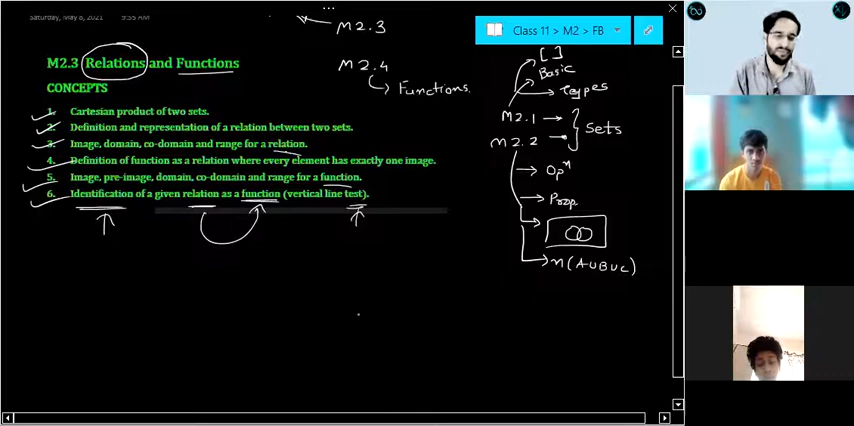 Saturday, May 8, 2021 9:55 AM
M2.3
M2.3 Relations and Functions
M2.4
Functions.
CONCEPTS
1. Cartesian product of two sets.
2. Definition and representation of a relation between two sets.
3. Image, domain, co-domain and range for a relation.
4. Definition of function as a relation where every element has exactly one image.
5. Image, pre-image, domain, co-domain and range for a function.
6. Identification of a given relation as a function (vertical line test).
Class 11 > M2 > FB
[ ]
Basic
Types
M2.1
M2.2
Sets
Opⁿ
Prop
n(AUBUC)